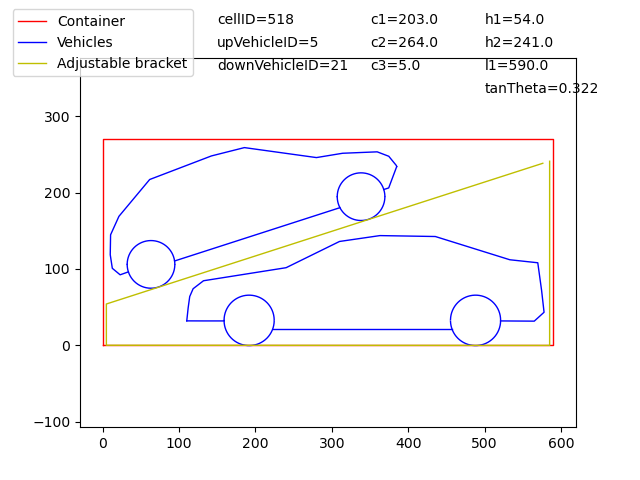 Container
Vehicles
Adjustable bracket
cellID=518 c1=203.0 h1=54.0
upVehicleID=5 c2=264.0 h2=241.0
downVehicleID=21 c3=5.0 l1=590.0
tanTheta=0.322
300
200
100
0
−100
0 100 200 300 400 500 600